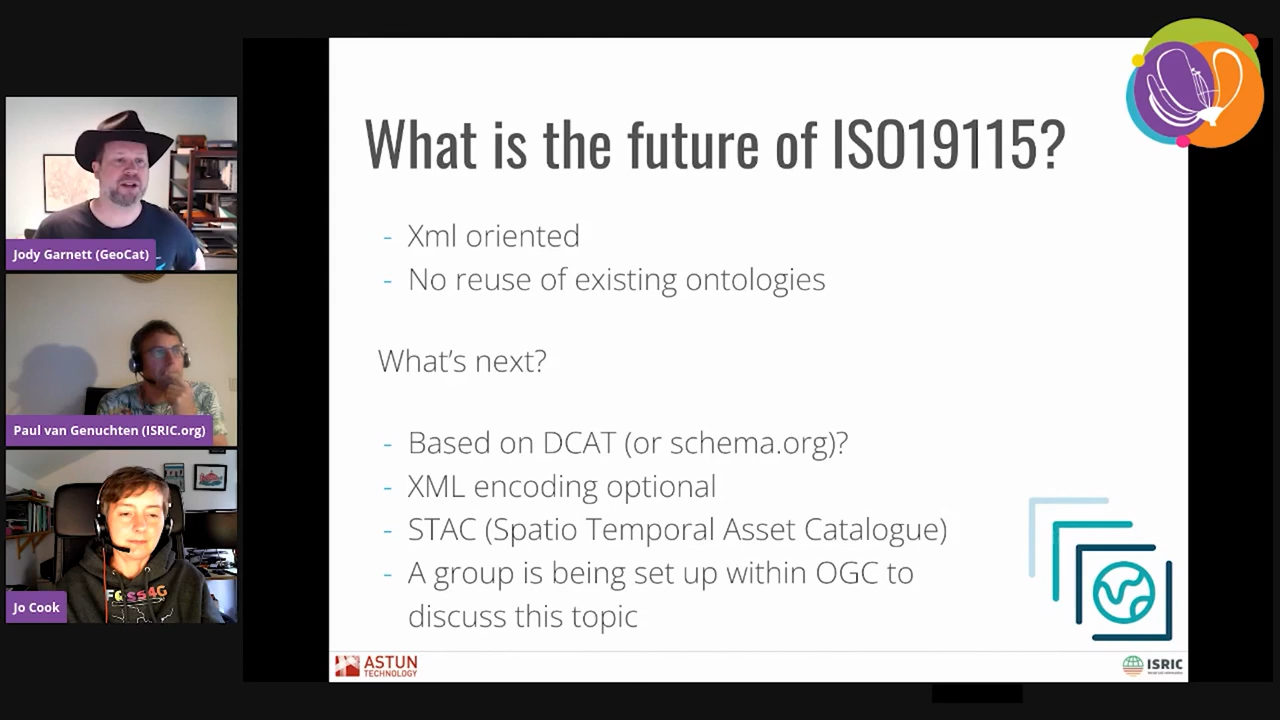 What is the future of ISO19115?
- Xml oriented
- No reuse of existing ontologies
What's next?
- Based on DCAT (or schema.org)?
- XML encoding optional
- STAC (Spatio Temporal Asset Catalogue)
- A group is being set up within OGC to
discuss this topic
ASTUN
TECHNOLOGY
ISRIC
Jody Garnett (GeoCat)
Paul van Genuchten (ISRIC.org)
Jo Cook
FOSS4G